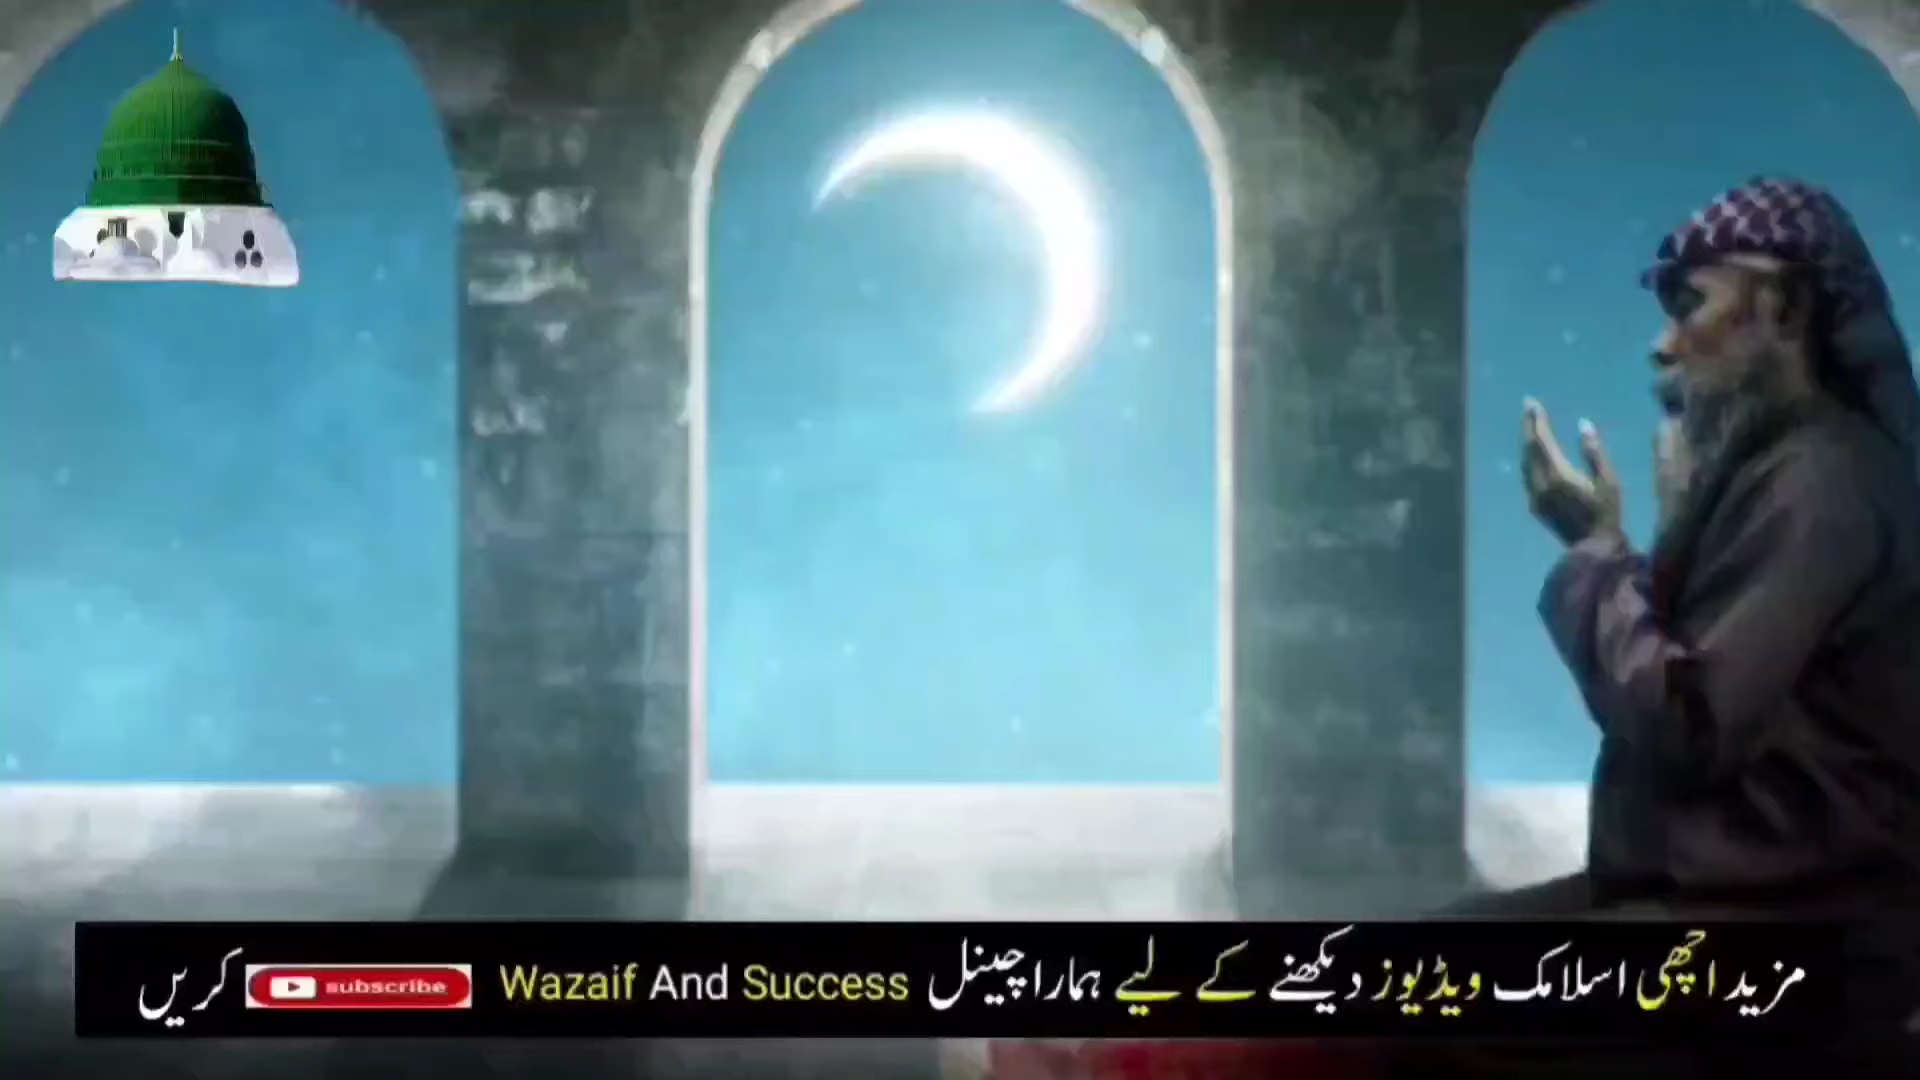 مزید اچھی اسلامک ویڈیوز دیکھنے کے لیے ہمارا چینل Wazaif And Success subscribe کریں